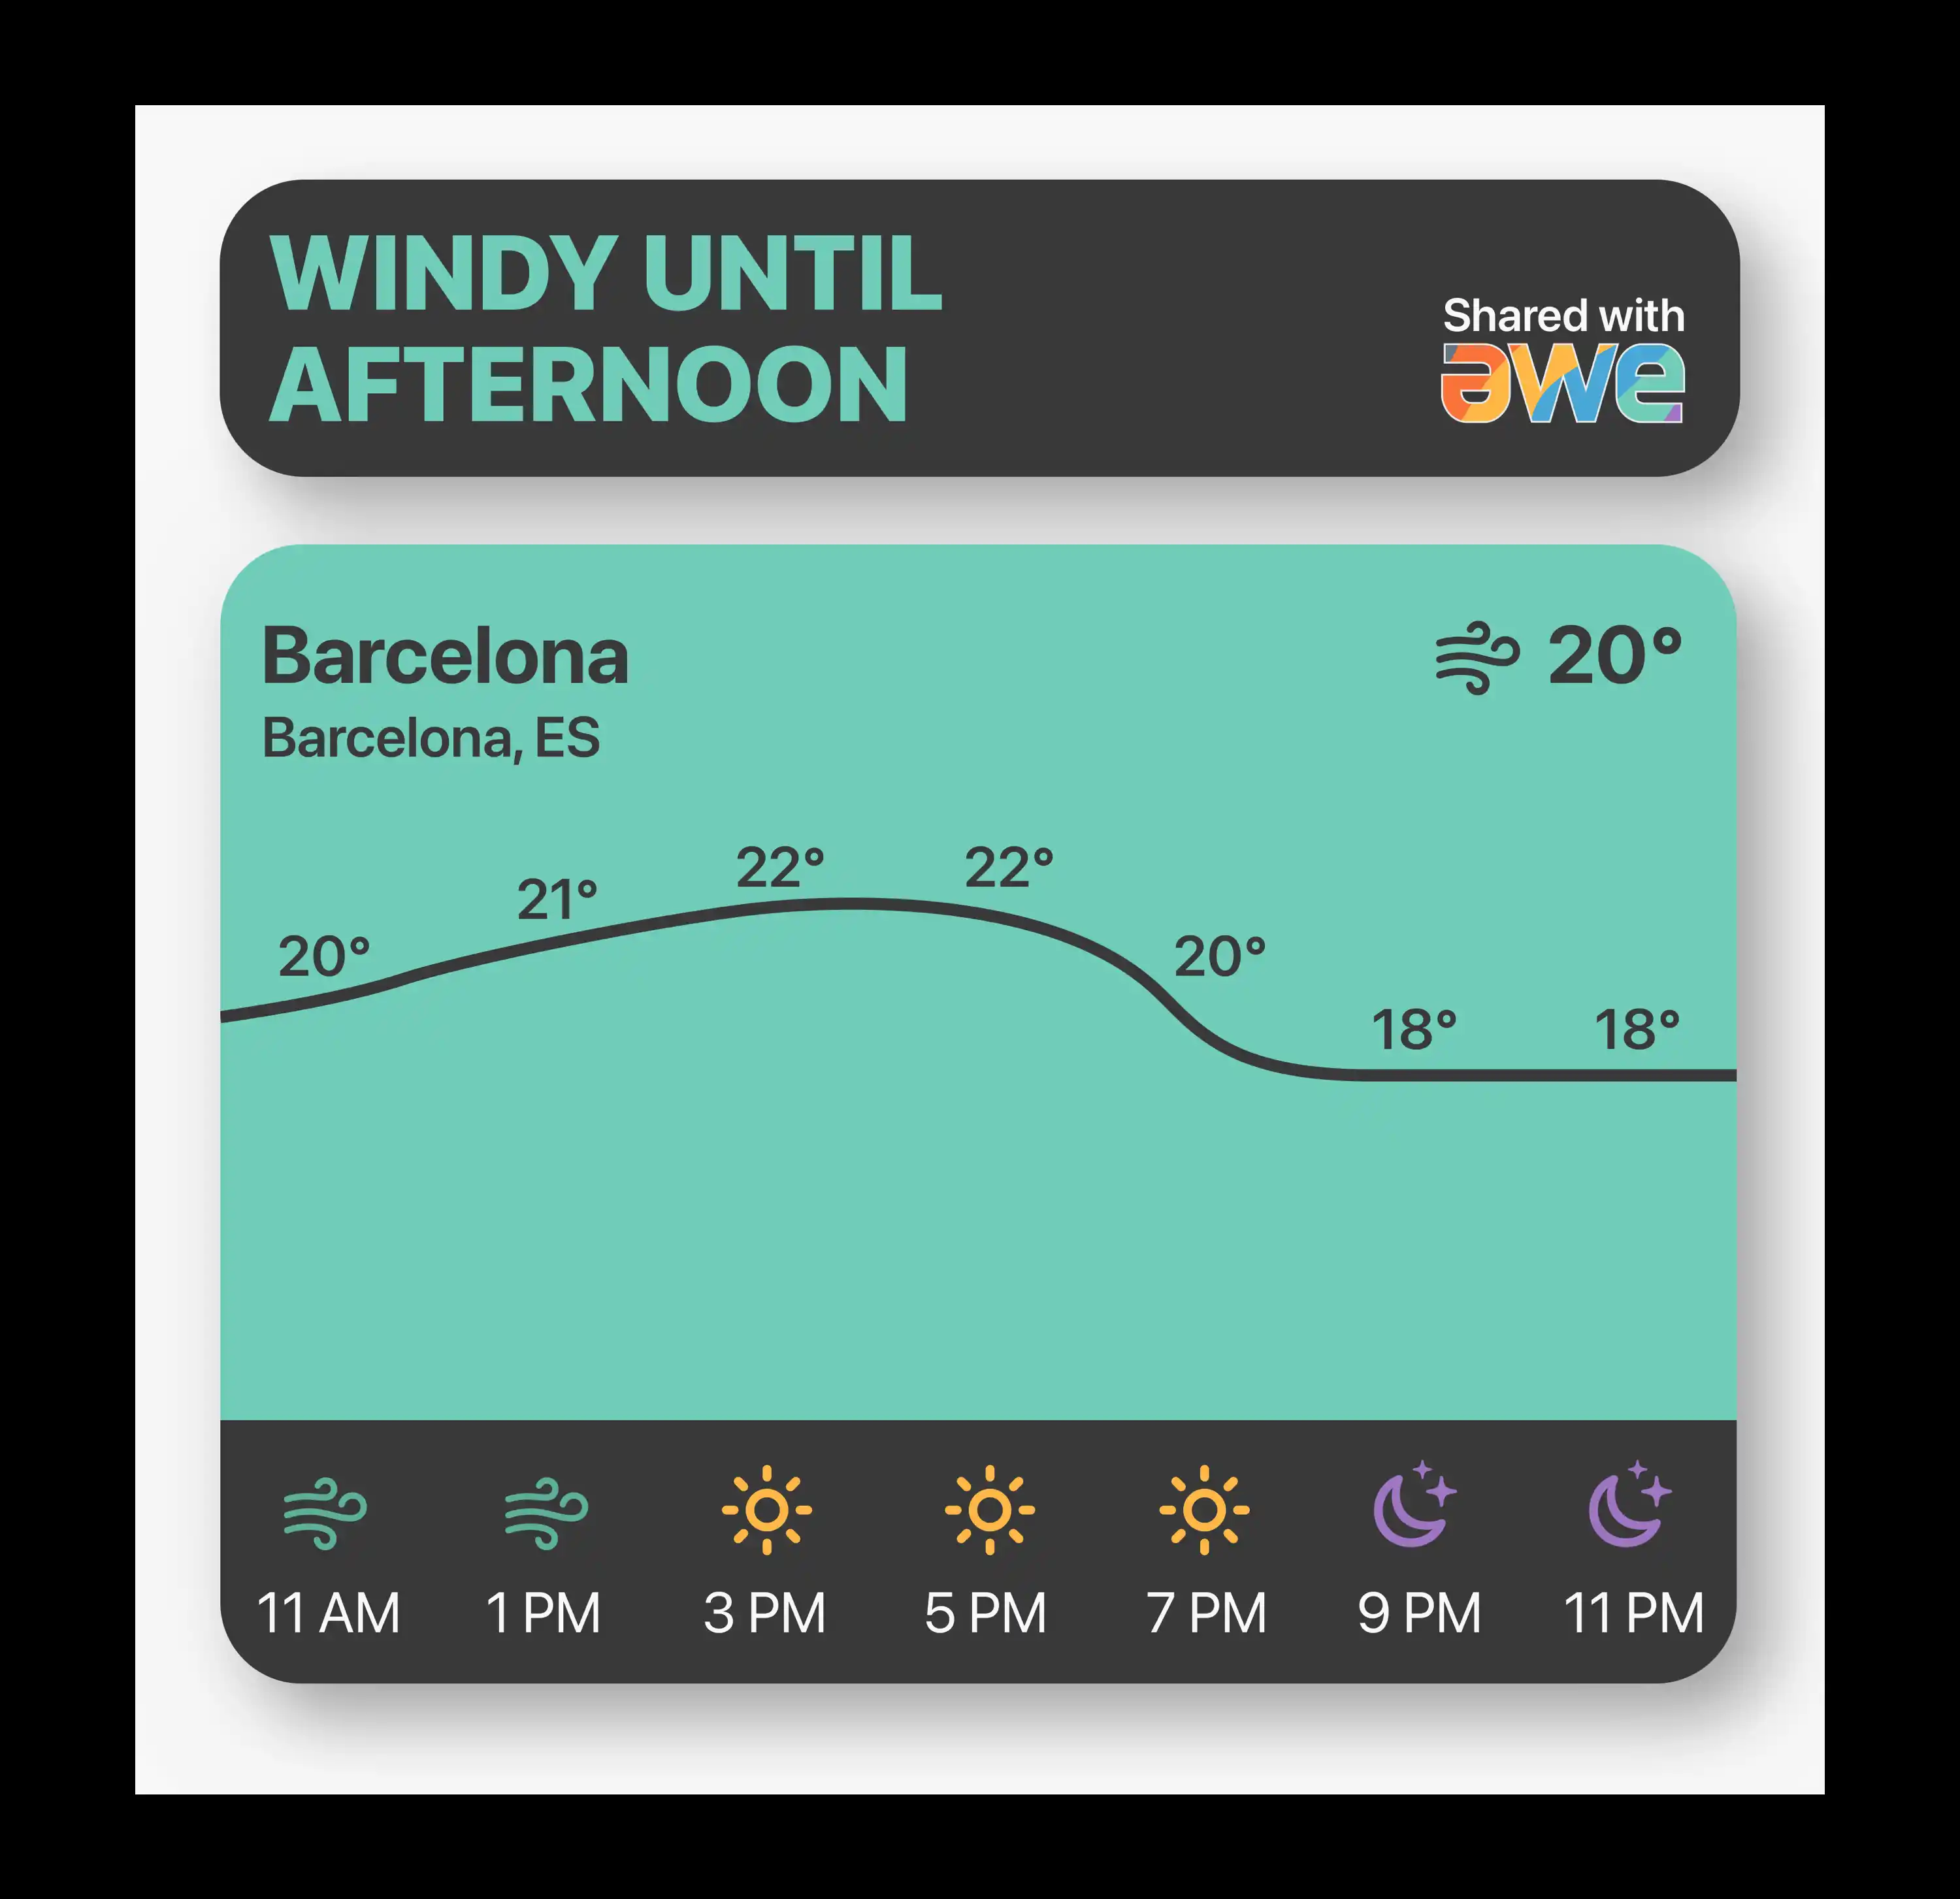 WINDY UNTIL
AFTERNOON
Shared with
awe
Barcelona
20°
Barcelona, ES
20° 21° 22° 22° 20° 18° 18°
11 AM 1 PM 3 PM 5 PM 7 PM 9 PM 11 PM